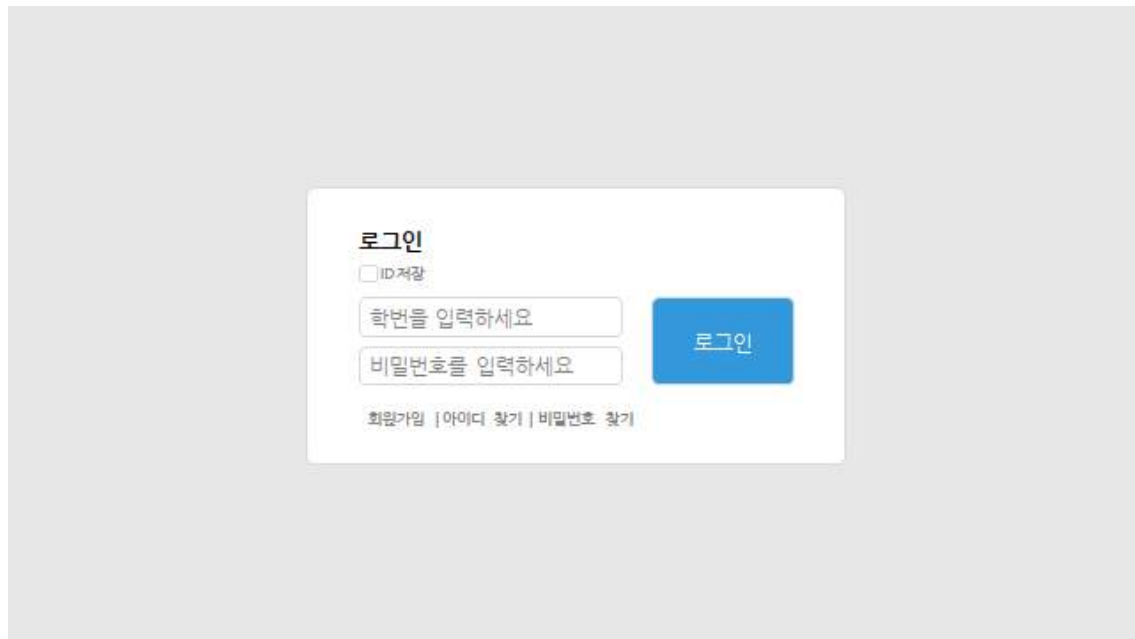 로그인
ID저장
학번을 입력하세요
비밀번호를 입력하세요
로그인
회원가입 | 아이디 찾기 | 비밀번호 찾기